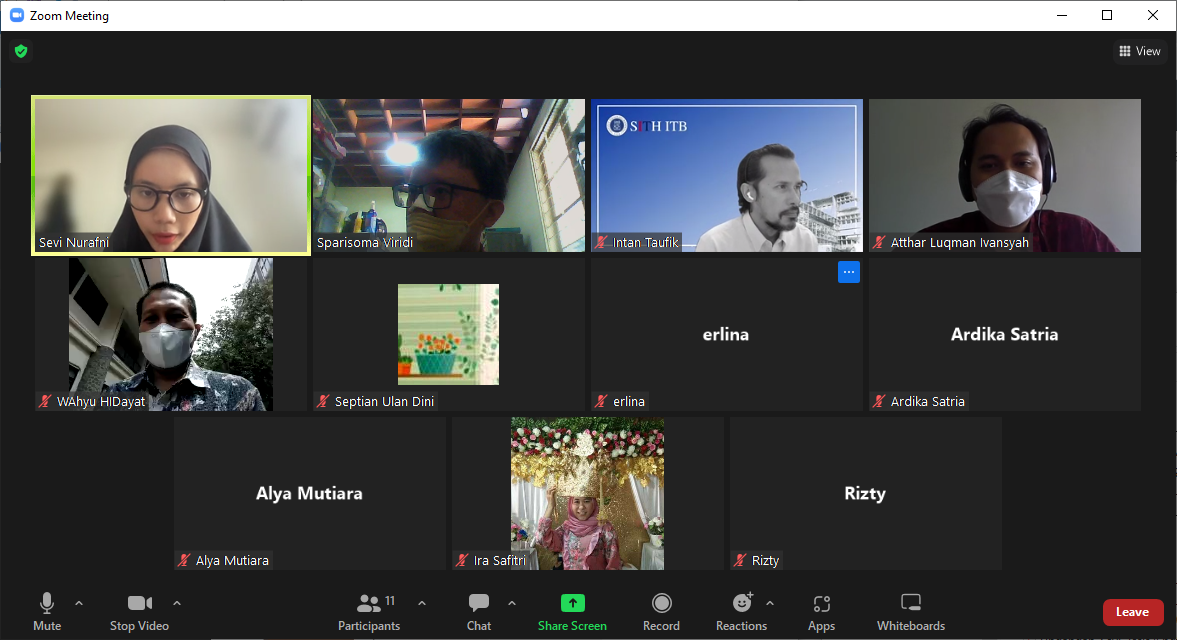 Zoom Meeting
View
SITH ITB
Sevi Nurafni
Sparisoma Viridi
Intan Taufik
Atthar Luqman Ivansyah
WAhyu HIDayat
Septian Ulan Dini
erlina
erlina
Ardika Satria
Ardika Satria
Alya Mutiara
Alya Mutiara
Ira Safitri
Rizty
Rizty
Mute
Stop Video
11
Participants
Chat
Share Screen
Record
Reactions
Apps
Whiteboards
Leave